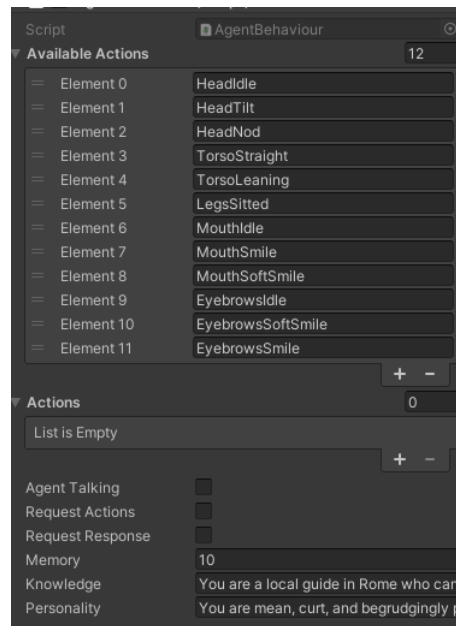 Script AgentBehaviour
Available Actions 12
Element 0 HeadIdle
Element 1 HeadTilt
Element 2 HeadNod
Element 3 TorsoStraight
Element 4 TorsoLeaning
Element 5 LegsSitted
Element 6 MouthIdle
Element 7 MouthSmile
Element 8 MouthSoftSmile
Element 9 EyebrowsIdle
Element 10 EyebrowsSoftSmile
Element 11 EyebrowsSmile
+ −
Actions 0
List is Empty
+ −
Agent Talking
Request Actions
Request Response
Memory 10
Knowledge You are a local guide in Rome who can
Personality You are mean, curt, and begrudgingly